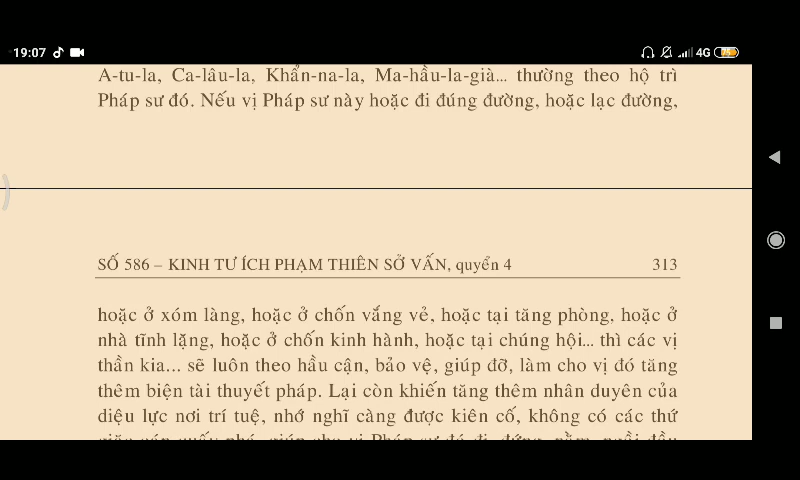 19:07
4G
A-tu-la, Ca-lâu-la, Khẩn-na-la, Ma-hầu-la-già... thường theo hộ trì
Pháp sư đó. Nếu vị Pháp sư này hoặc đi đúng đường, hoặc lạc đường,
SỐ 586 – KINH TƯ ÍCH PHẠM THIÊN SỞ VẤN, quyển 4 313
hoặc ở xóm làng, hoặc ở chốn vắng vẻ, hoặc tại tăng phòng, hoặc ở
nhà tĩnh lặng, hoặc ở chốn kinh hành, hoặc tại chúng hội... thì các vị
thần kia... sẽ luôn theo hầu cận, bảo vệ, giúp đỡ, làm cho vị đó tăng
thêm biện tài thuyết pháp. Lại còn khiến tăng thêm nhân duyên của
diệu lực nơi trí tuệ, nhớ nghĩ càng được kiên cố, không có các thứ